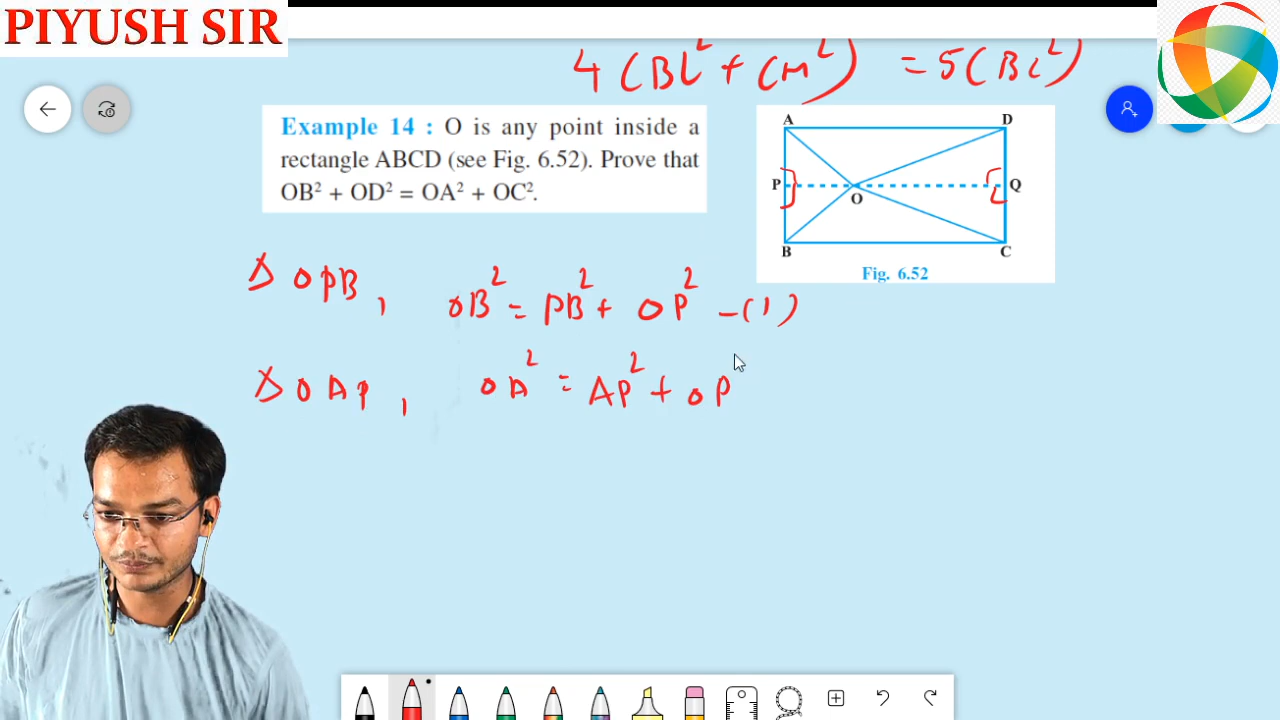 PIYUSH SIR
4 (BL² + CM²) = 5(BC²)
Example 14 : O is any point inside a
rectangle ABCD (see Fig. 6.52). Prove that
OB² + OD² = OA² + OC².
A D
P O Q
B C
Fig. 6.52
Δ OPB, OB² = PB² + OP² -(1)
Δ OAP, OA² = AP² + OP